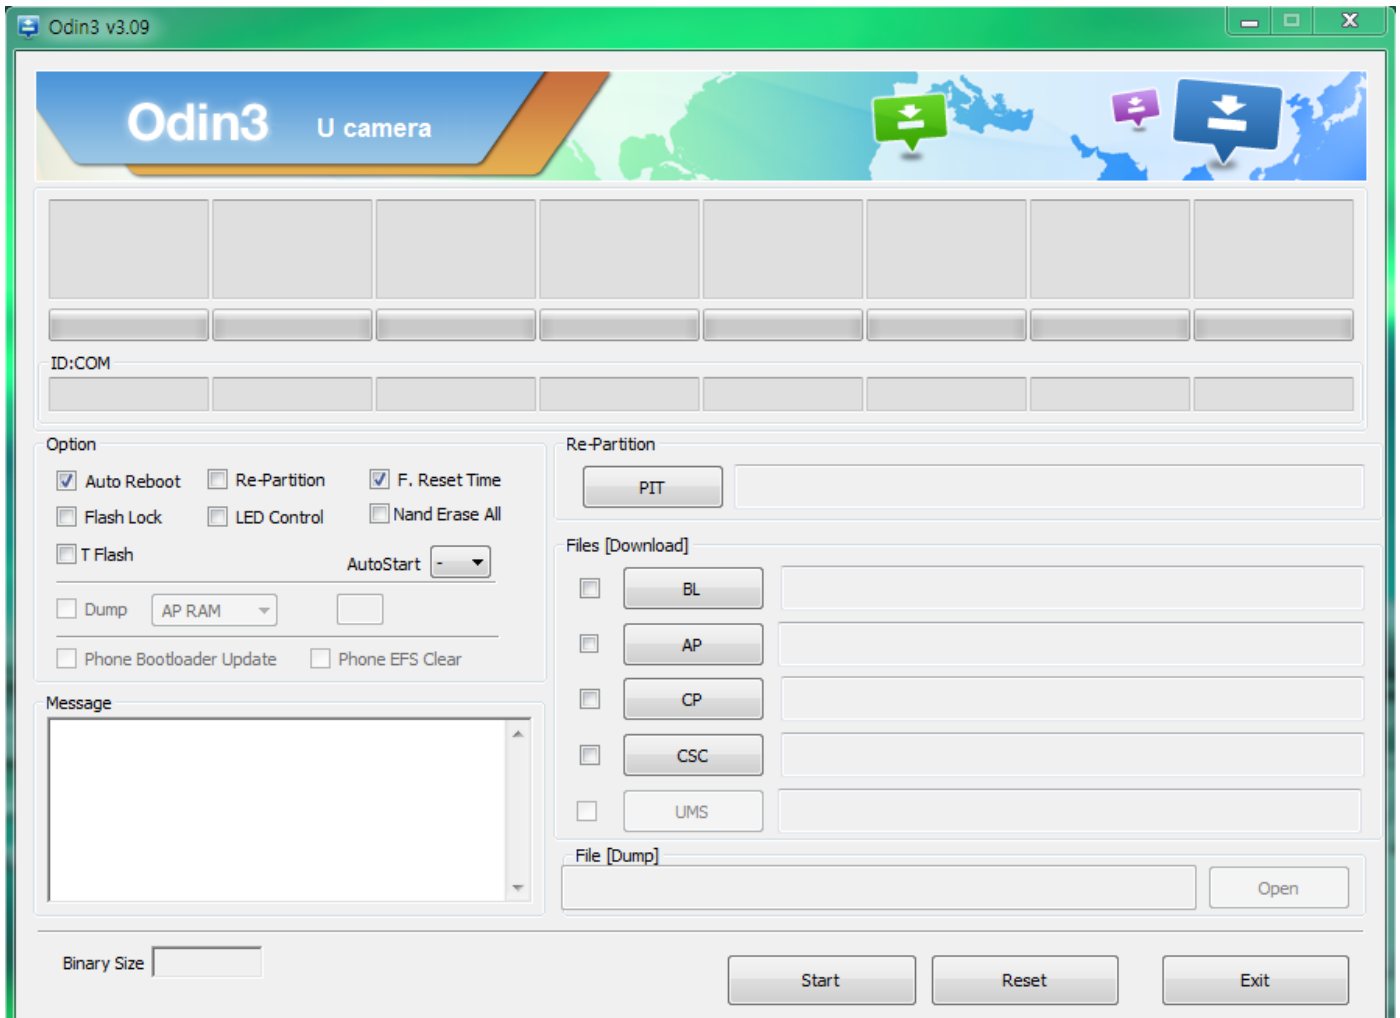 Odin3 v3.09
Odin3 U camera
ID:COM
Option
Auto Reboot Re-Partition F. Reset Time
Flash Lock LED Control Nand Erase All
T Flash AutoStart -
Dump AP RAM
Phone Bootloader Update Phone EFS Clear
Message
Re-Partition
PIT
Files [Download]
BL
AP
CP
CSC
UMS
File [Dump]
Open
Binary Size
Start Reset Exit